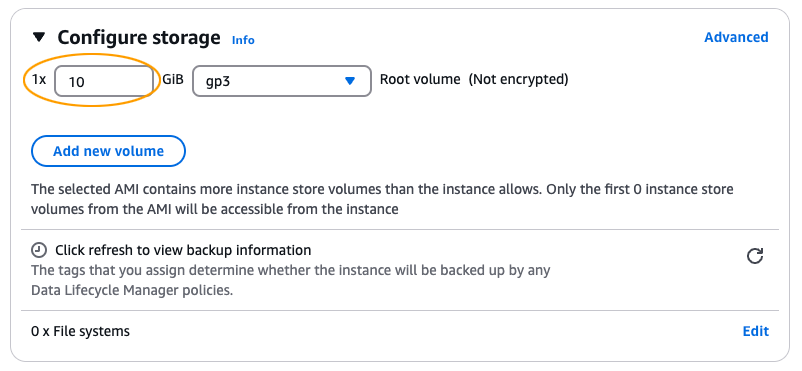 Configure storage Info Advanced
1x 10 GiB gp3 Root volume (Not encrypted)
Add new volume
The selected AMI contains more instance store volumes than the instance allows. Only the first 0 instance store
volumes from the AMI will be accessible from the instance
Click refresh to view backup information
The tags that you assign determine whether the instance will be backed up by any
Data Lifecycle Manager policies.
0 x File systems Edit